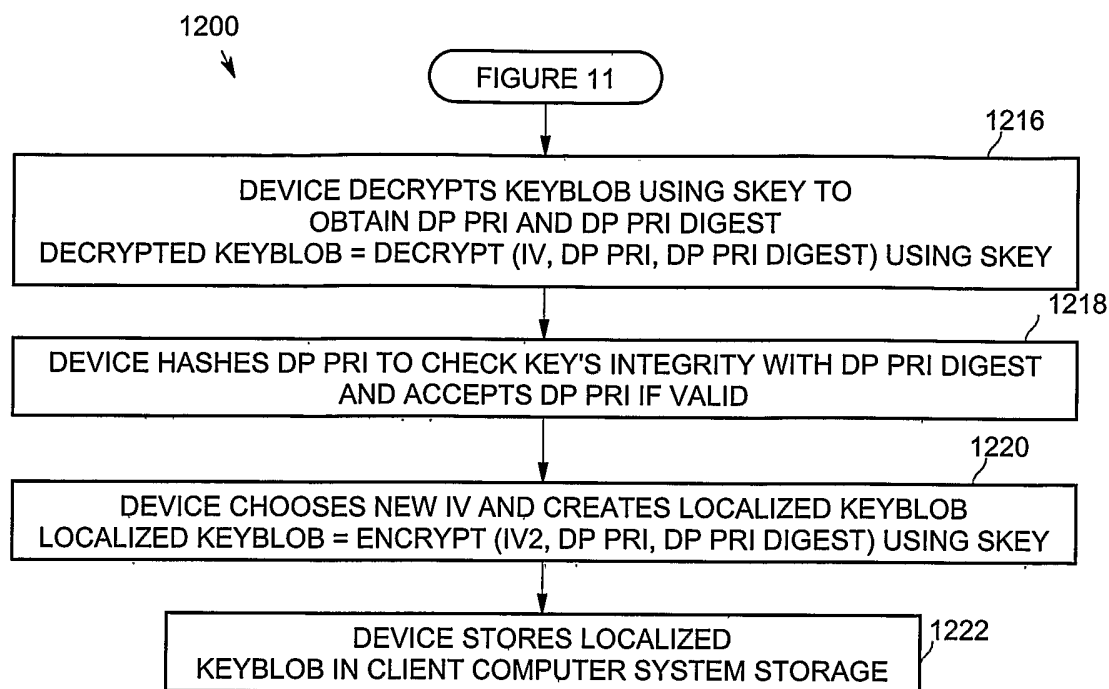 1200
FIGURE 11
1216
DEVICE DECRYPTS KEYBLOB USING SKEY TO
OBTAIN DP PRI AND DP PRI DIGEST
DECRYPTED KEYBLOB = DECRYPT (IV, DP PRI, DP PRI DIGEST) USING SKEY
1218
DEVICE HASHES DP PRI TO CHECK KEY'S INTEGRITY WITH DP PRI DIGEST
AND ACCEPTS DP PRI IF VALID
1220
DEVICE CHOOSES NEW IV AND CREATES LOCALIZED KEYBLOB
LOCALIZED KEYBLOB = ENCRYPT (IV2, DP PRI, DP PRI DIGEST) USING SKEY
1222
DEVICE STORES LOCALIZED
KEYBLOB IN CLIENT COMPUTER SYSTEM STORAGE